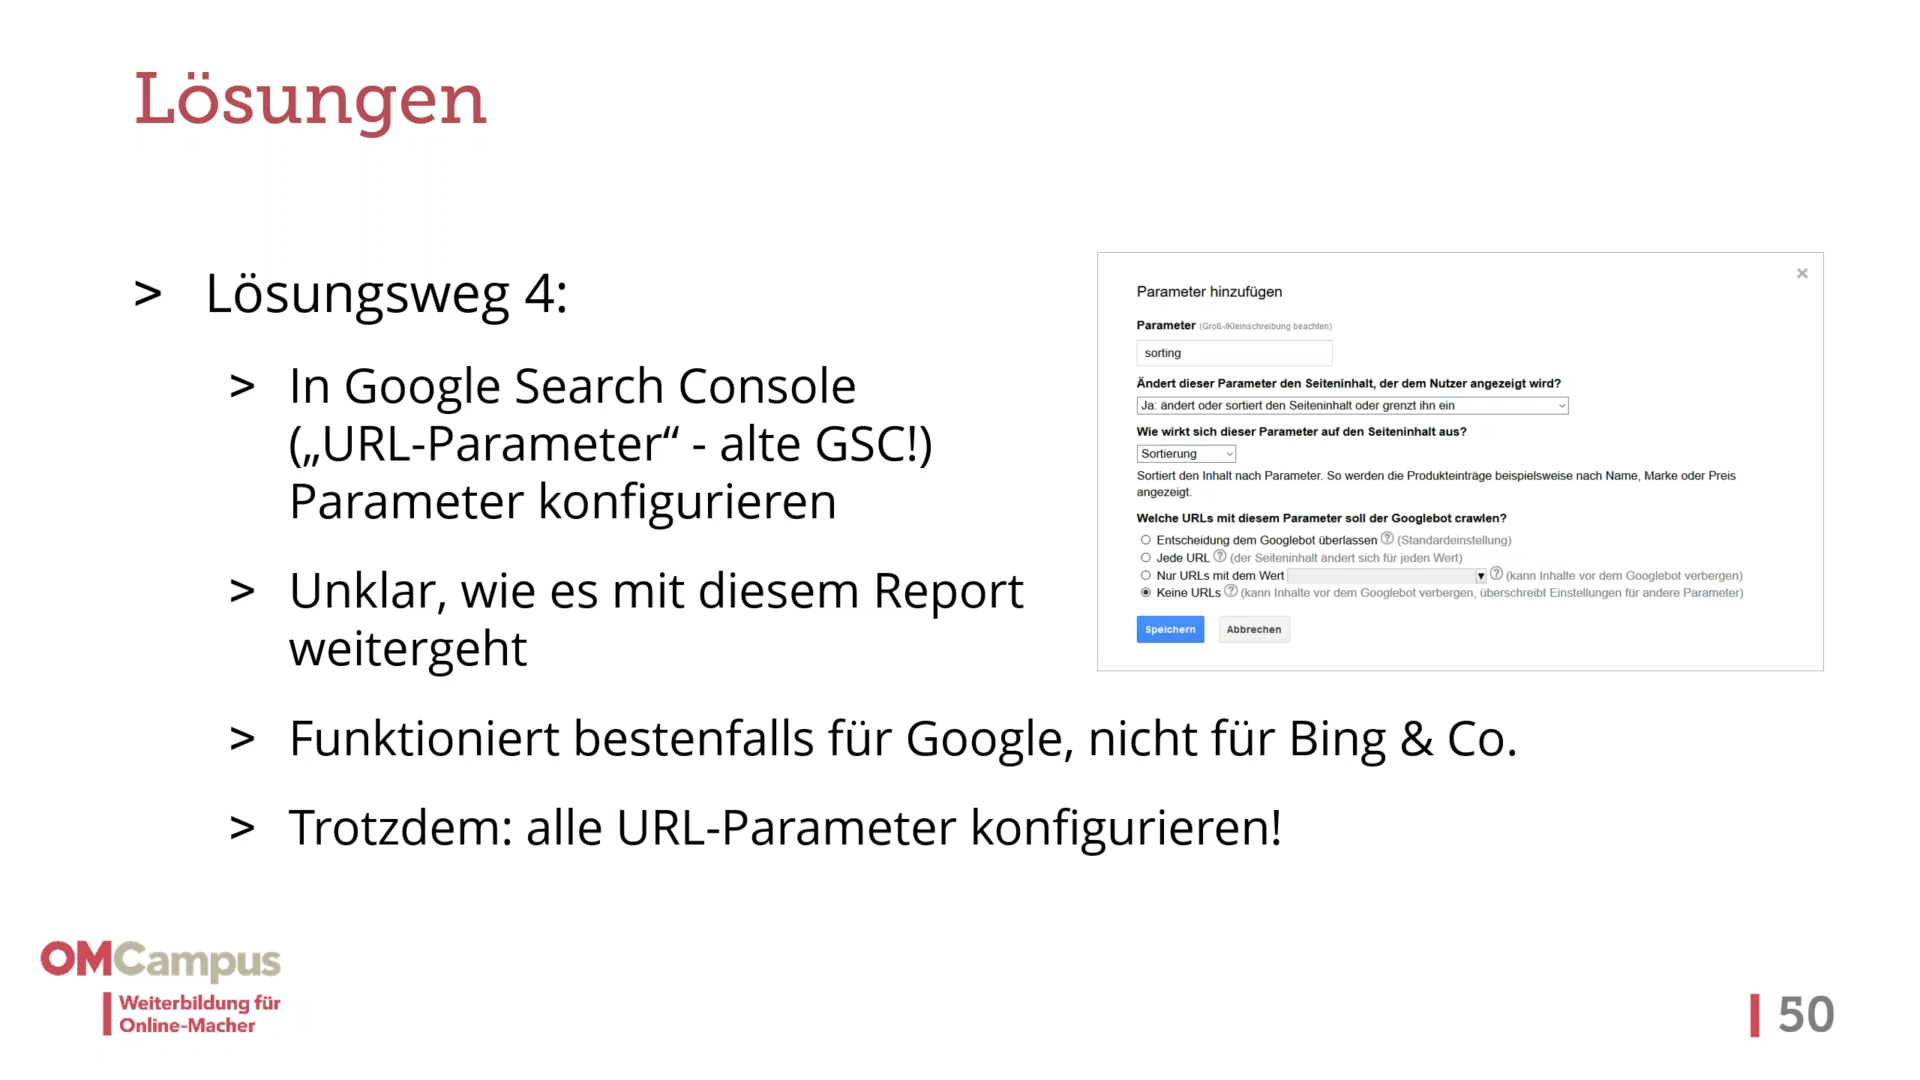 Lösungen
> Lösungsweg 4:
> In Google Search Console
(„URL-Parameter“ - alte GSC!)
Parameter konfigurieren
> Unklar, wie es mit diesem Report
weitergeht
> Funktioniert bestenfalls für Google, nicht für Bing & Co.
> Trotzdem: alle URL-Parameter konfigurieren!
×
Parameter hinzufügen
Parameter (Groß-/Kleinschreibung beachten)
sorting
Ändert dieser Parameter den Seiteninhalt, der dem Nutzer angezeigt wird?
Ja: ändert oder sortiert den Seiteninhalt oder grenzt ihn ein
Wie wirkt sich dieser Parameter auf den Seiteninhalt aus?
Sortierung
Sortiert den Inhalt nach Parameter. So werden die Produkteinträge beispielsweise nach Name, Marke oder Preis
angezeigt.
Welche URLs mit diesem Parameter soll der Googlebot crawlen?
Entscheidung dem Googlebot überlassen ? (Standardeinstellung)
Jede URL ? (der Seiteninhalt ändert sich für jeden Wert)
Nur URLs mit dem Wert ? (kann Inhalte vor dem Googlebot verbergen)
Keine URLs ? (kann Inhalte vor dem Googlebot verbergen, überschreibt Einstellungen für andere Parameter)
Speichern Abbrechen
OMCampus
Weiterbildung für
Online-Macher
50